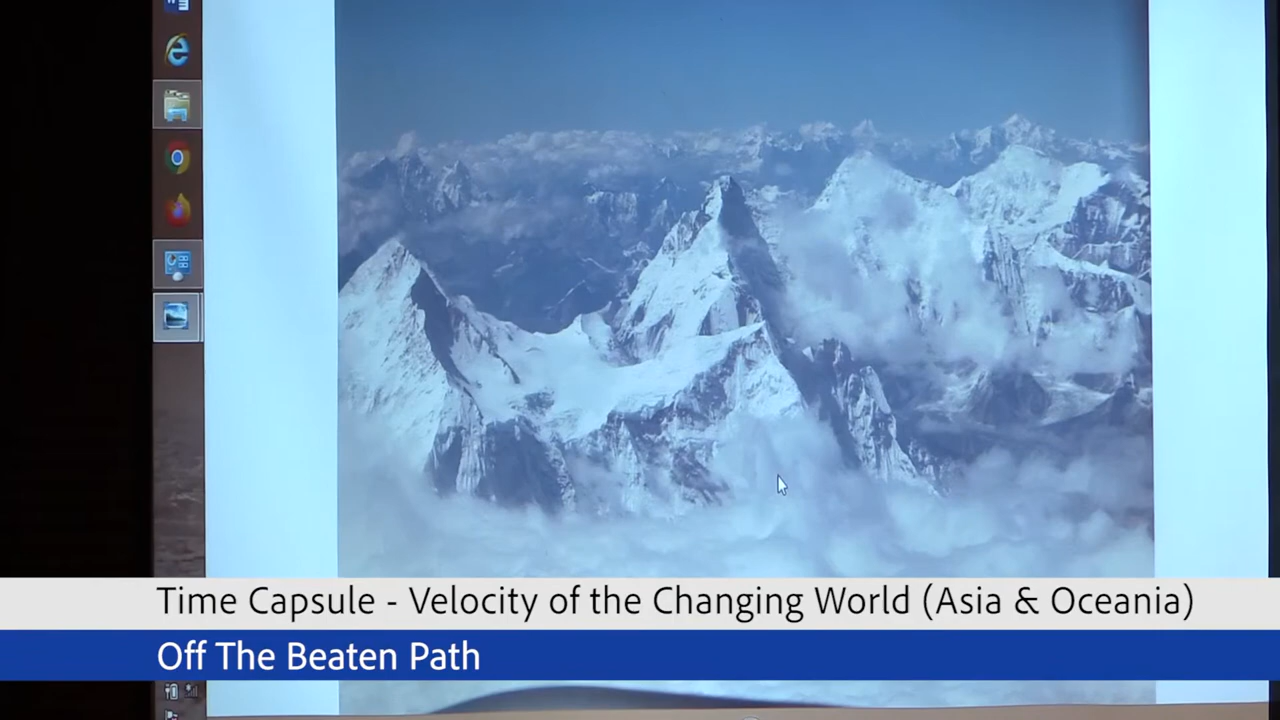 Time Capsule - Velocity of the Changing World (Asia & Oceania)
Off The Beaten Path